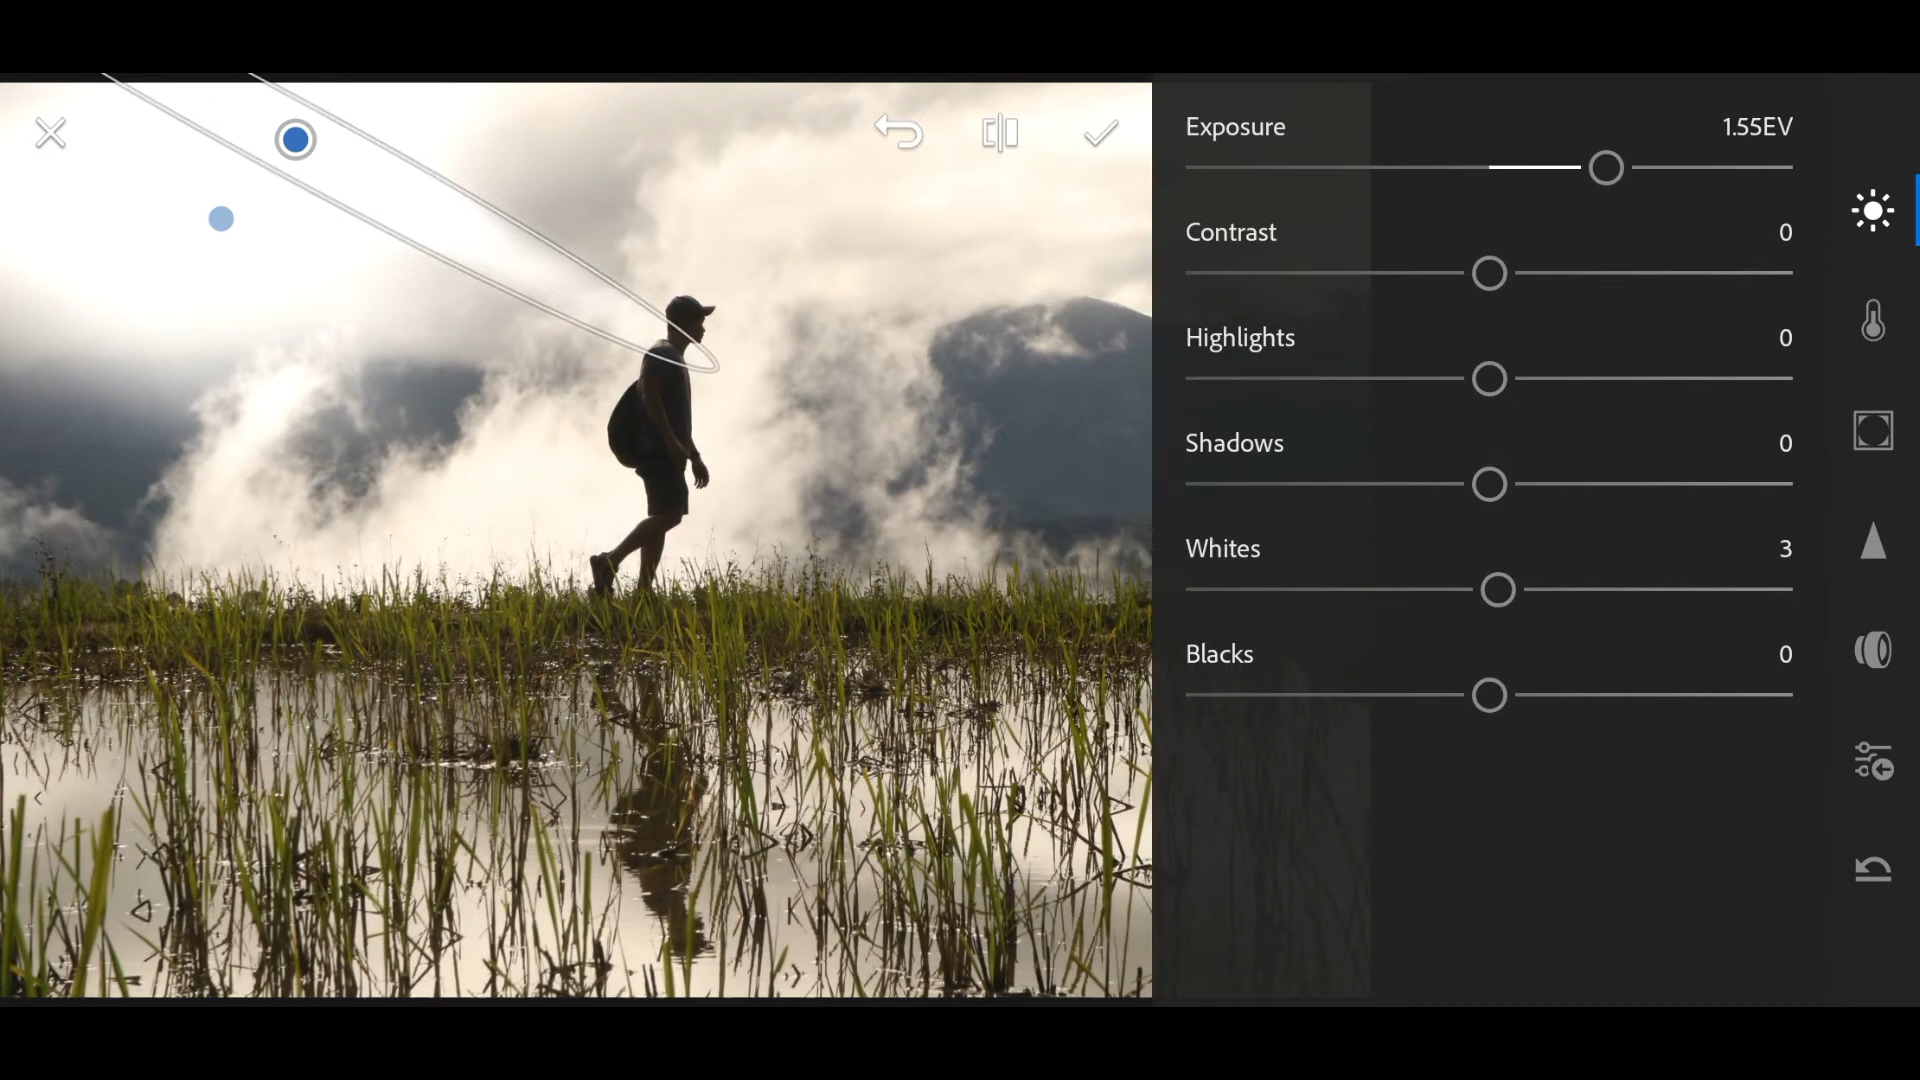 Exposure 1.55EV
Contrast 0
Highlights 0
Shadows 0
Whites 3
Blacks 0